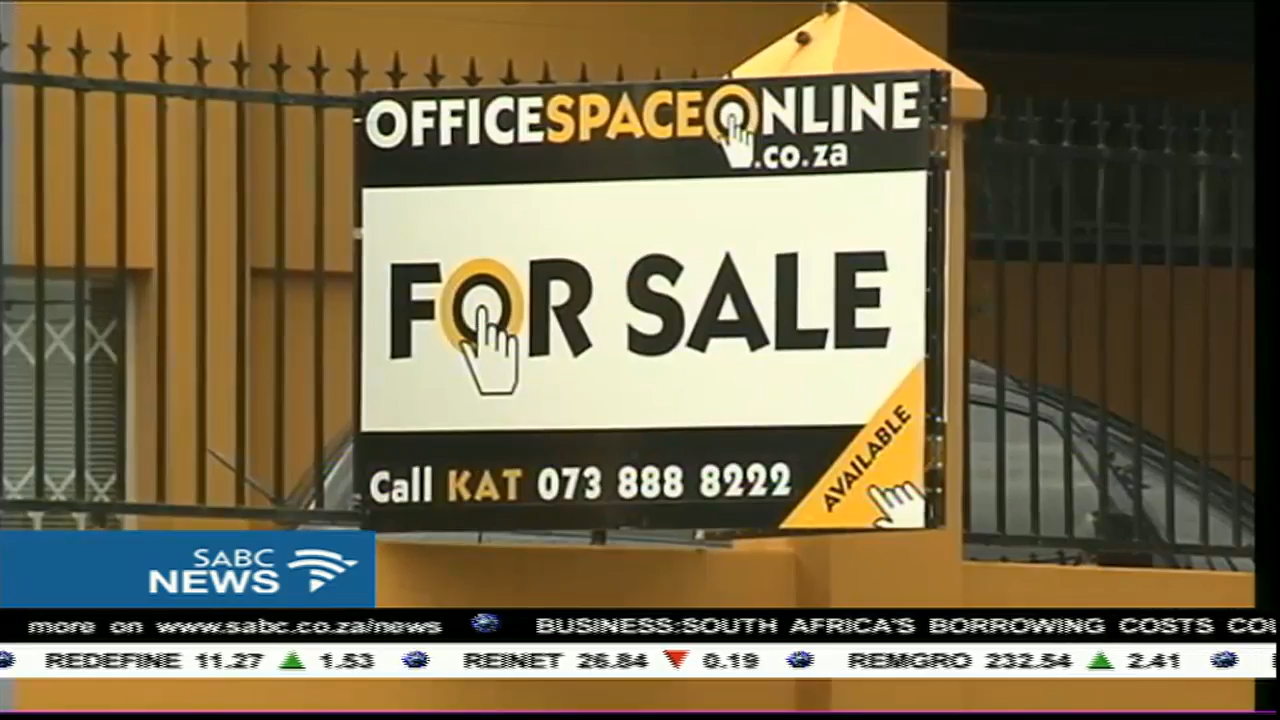 OFFICESPACEONLINE
.co.za
FOR SALE
AVAILABLE
Call KAT 073 888 8222
SABC
NEWS
more on www.sabc.co.za/news BUSINESS:SOUTH AFRICA'S BORROWING COSTS
REDEFINE 11.27 ▲ 1.53 REINET 26.84 ▼ 0.19 REMGRO 232.54 ▲ 2.41